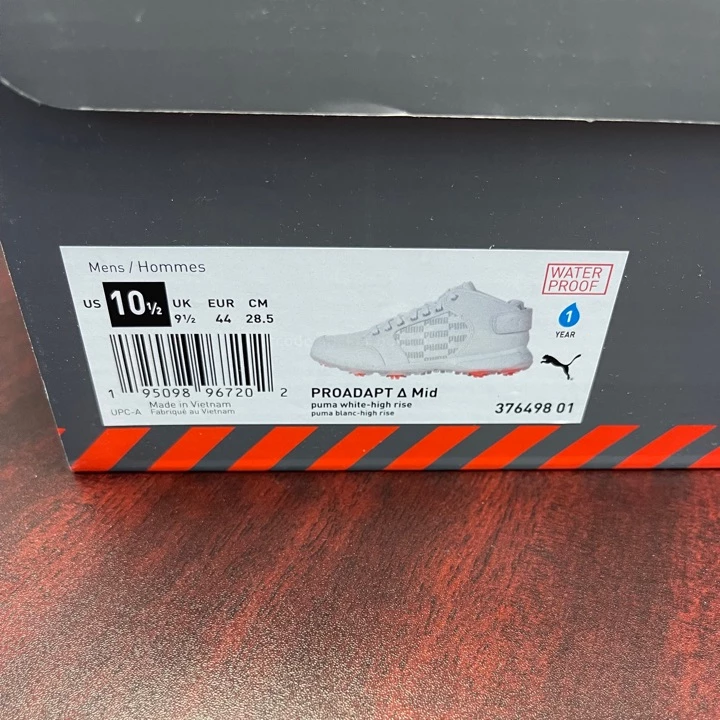 Mens / Hommes
WATER
PROOF
US 10 1/2 UK EUR CM
9½ 44 28.5
1
YEAR
1 95098 96720 2
UPC-A
Made in Vietnam
Fabriqué au Vietnam
PROADAPT Δ Mid
puma white-high rise
puma blanc-high rise
376498 01